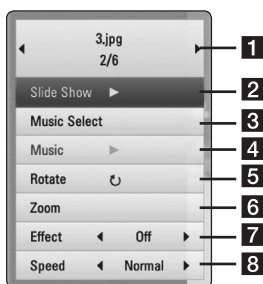 3.jpg
1
2/6
Slide Show 2
Music Select 3
Music 4
Rotate 5
Zoom 6
Effect Off 7
Speed Normal 8